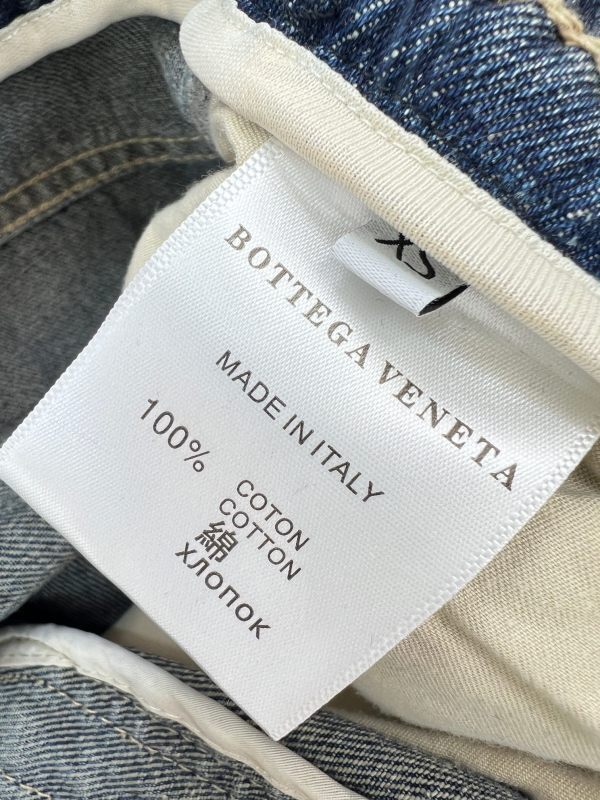 XS
BOTTEGA VENETA
MADE IN ITALY
100%
COTON
COTTON
綿
хлопок